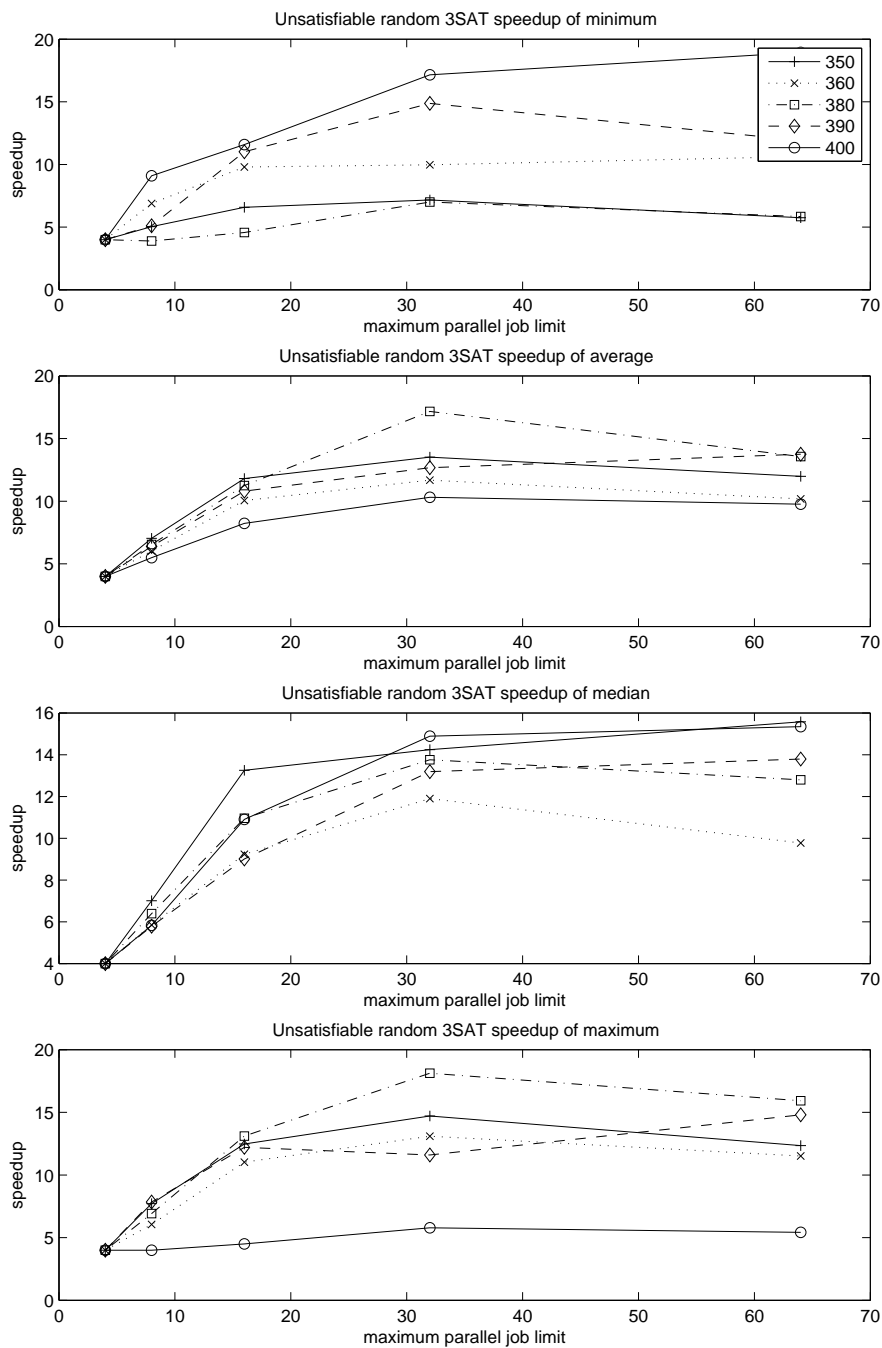 Unsatisfiable random 3SAT speedup of minimum
20
15
10
5
0
speedup
350
360
380
390
400
0 10 20 30 40 50 60 70
maximum parallel job limit
Unsatisfiable random 3SAT speedup of average
20
15
10
5
0
speedup
0 10 20 30 40 50 60 70
maximum parallel job limit
Unsatisfiable random 3SAT speedup of median
16
14
12
10
8
6
4
speedup
0 10 20 30 40 50 60 70
maximum parallel job limit
Unsatisfiable random 3SAT speedup of maximum
20
15
10
5
0
speedup
0 10 20 30 40 50 60 70
maximum parallel job limit